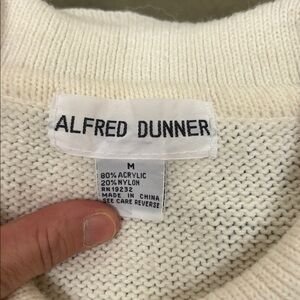 ALFRED DUNNER
M
80% ACRYLIC
20% NYLON
RN 19232
MADE IN CHINA
SEE CARE REVERSE